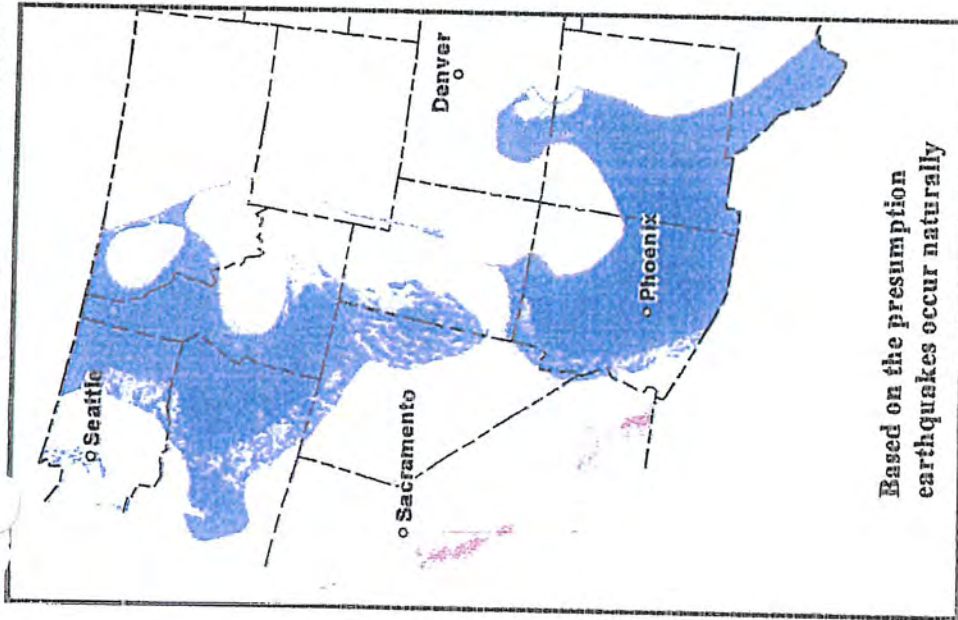 Seattle
Denver
Sacramento
Phoenix
Based on the presumption
earthquakes occur naturally